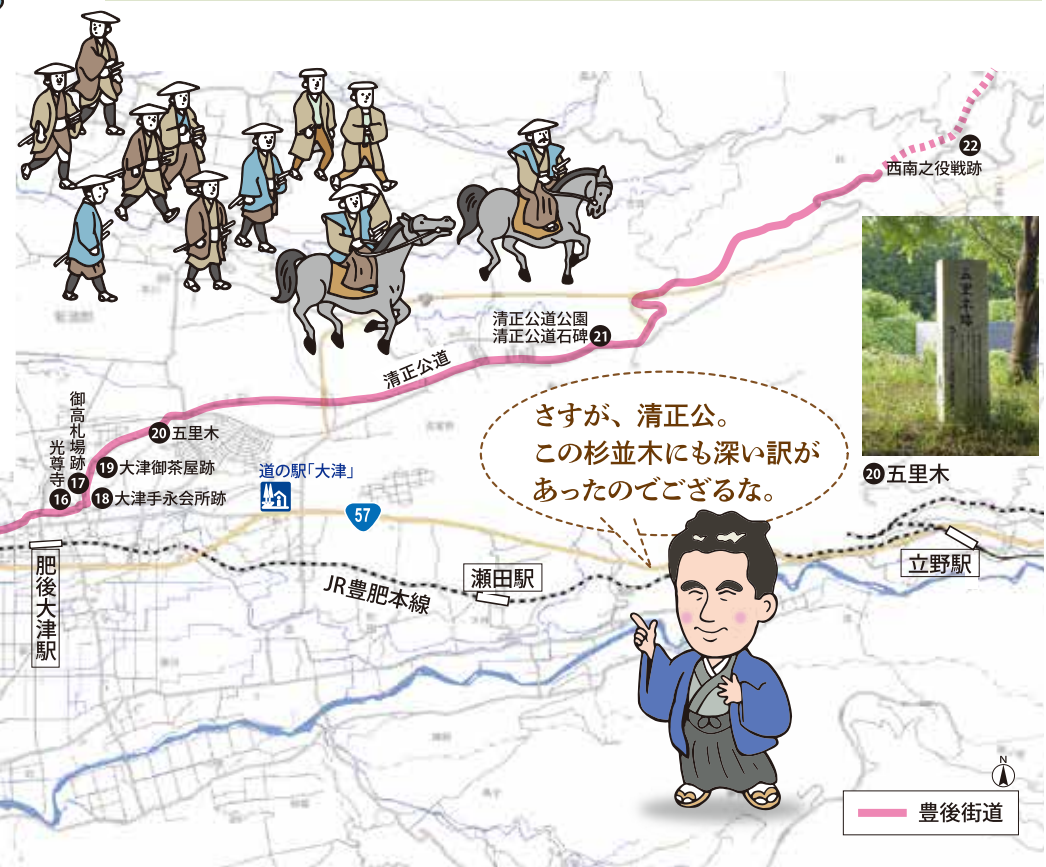 22
西南之役戦跡
清正公道公園
清正公道石碑 21
清正公道
御高札場跡
17
光尊寺
16
20 五里木
19 大津御茶屋跡
18 大津手永会所跡
道の駅「大津」
57
さすが、清正公。
この杉並木にも深い訳が
あったのでござるな。
五里木跡
20 五里木
肥後大津駅
JR豊肥本線
瀬田駅
立野駅
N
豊後街道